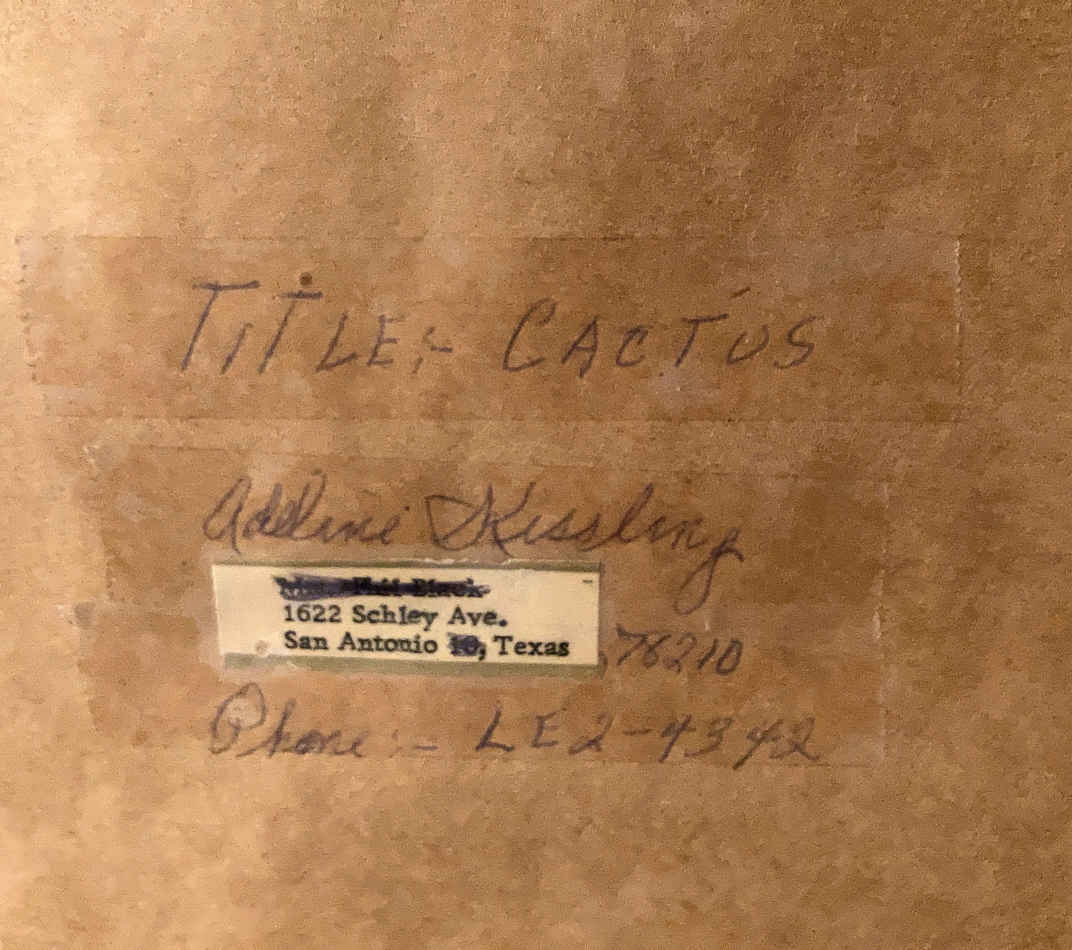 TITLE:- CACTUS
Adeline Kissling
1622 Schley Ave.
San Antonio 10, Texas, 78210
Phone:- LE2-4342